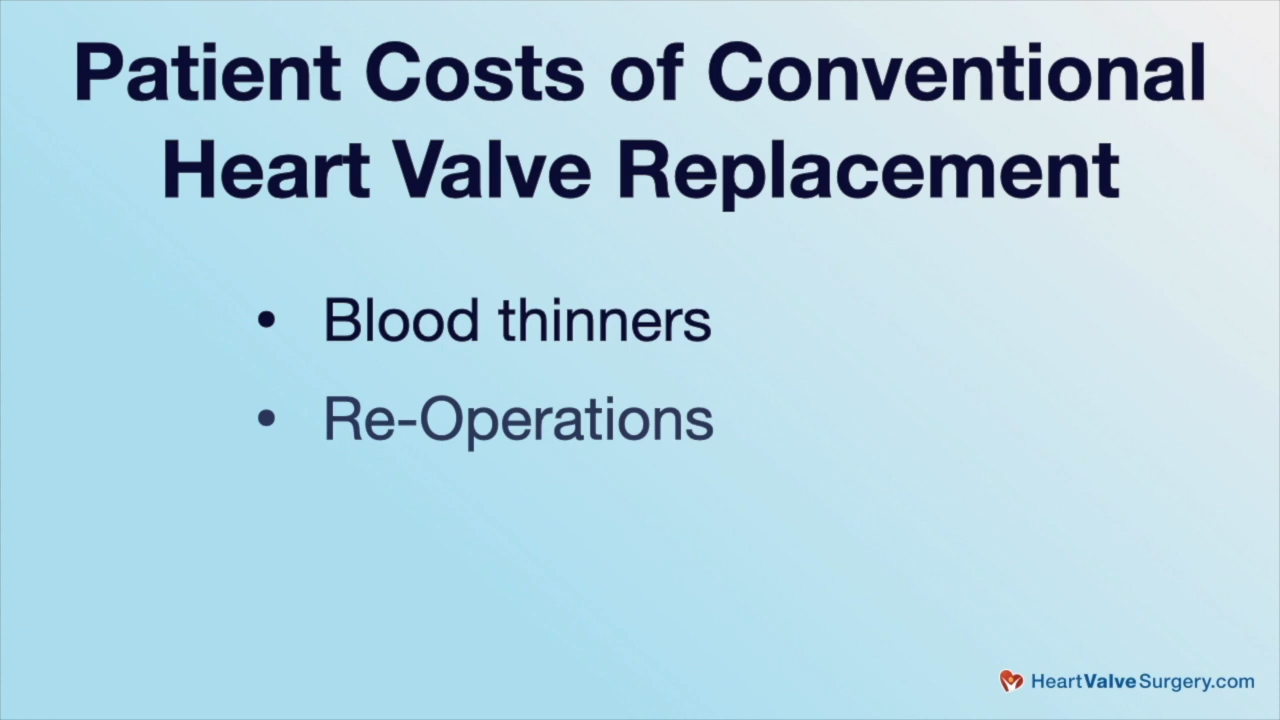 Patient Costs of Conventional
Heart Valve Replacement
• Blood thinners
• Re-Operations
HeartValveSurgery.com